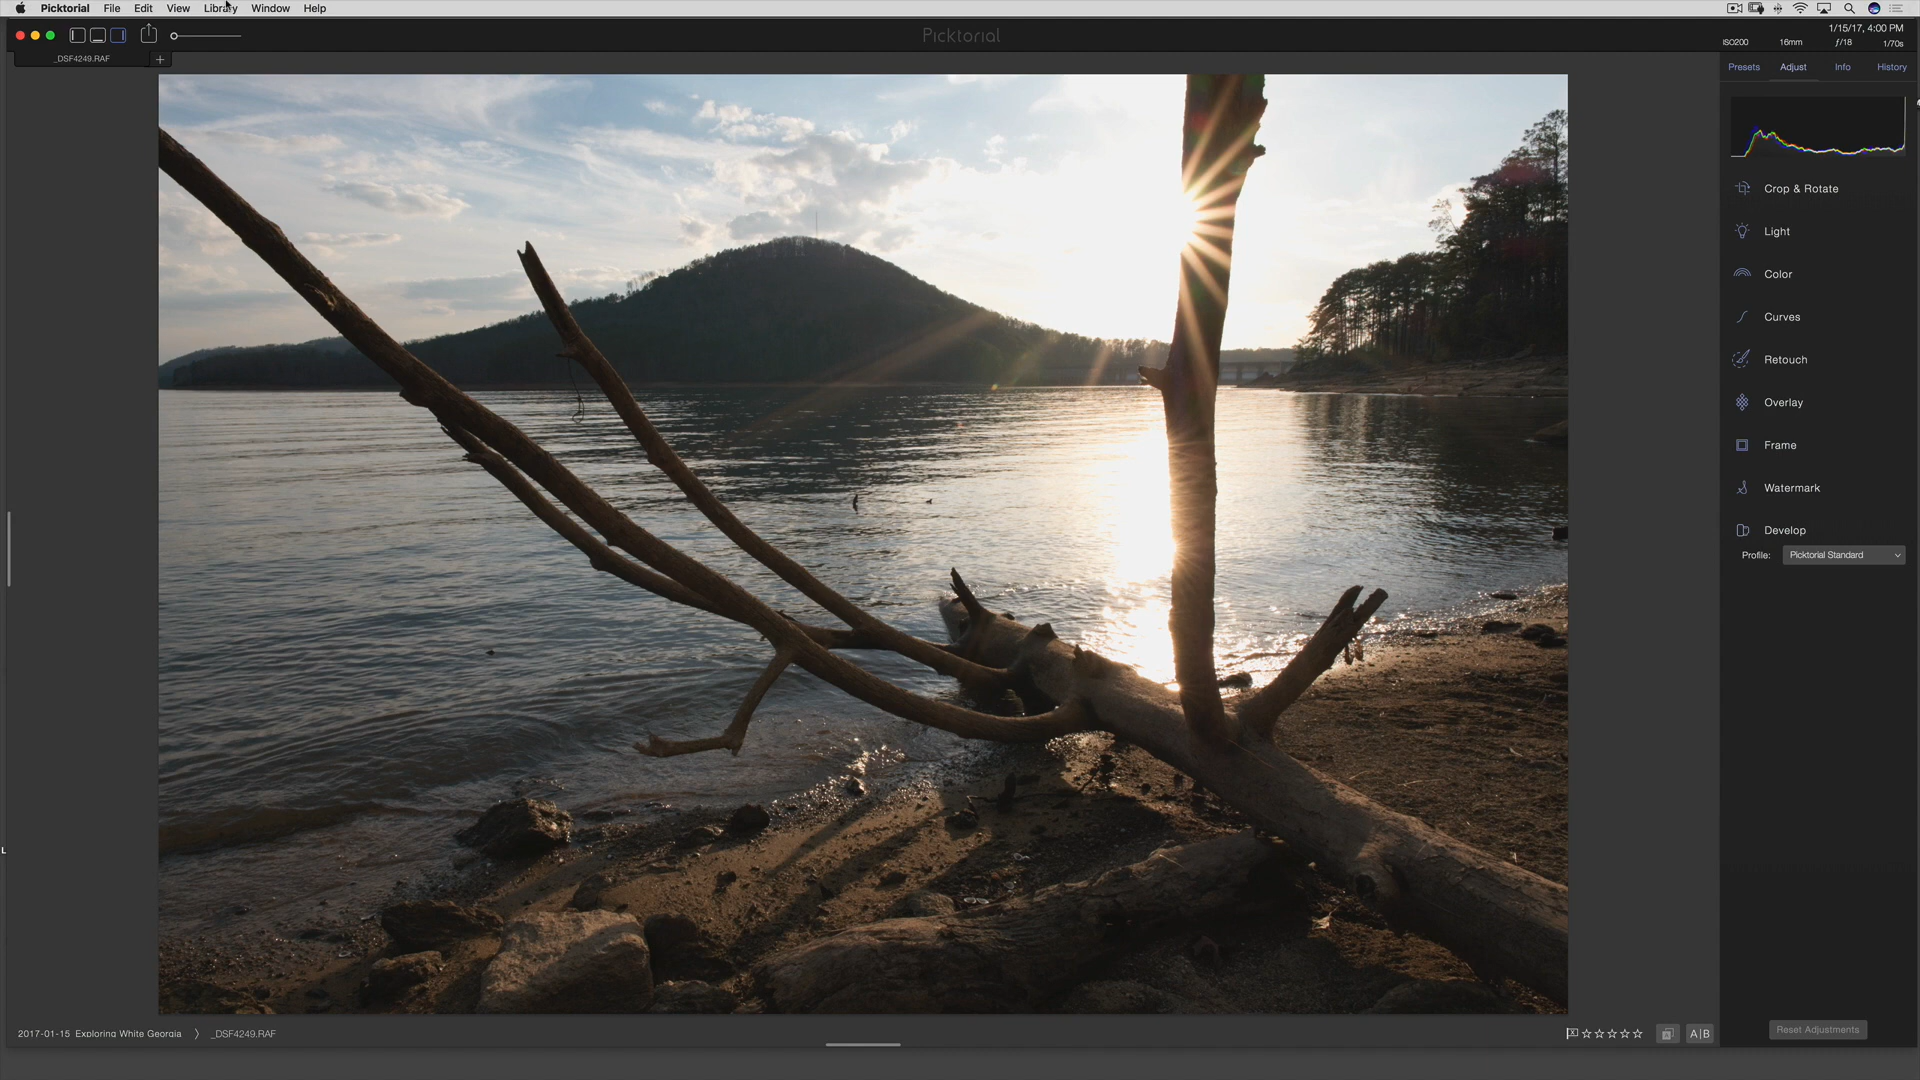 Picktorial File Edit View Library Window Help
Picktorial
1/15/17, 4:00 PM
ISO200 16mm ƒ/18 1/70s
_DSF4249.RAF +
Presets Adjust Info History
Crop & Rotate
Light
Color
Curves
Retouch
Overlay
Frame
Watermark
Develop
Profile: Picktorial Standard
L
Reset Adjustments
2017-01-15 Exploring White Georgia 〉 _DSF4249.RAF
A|B